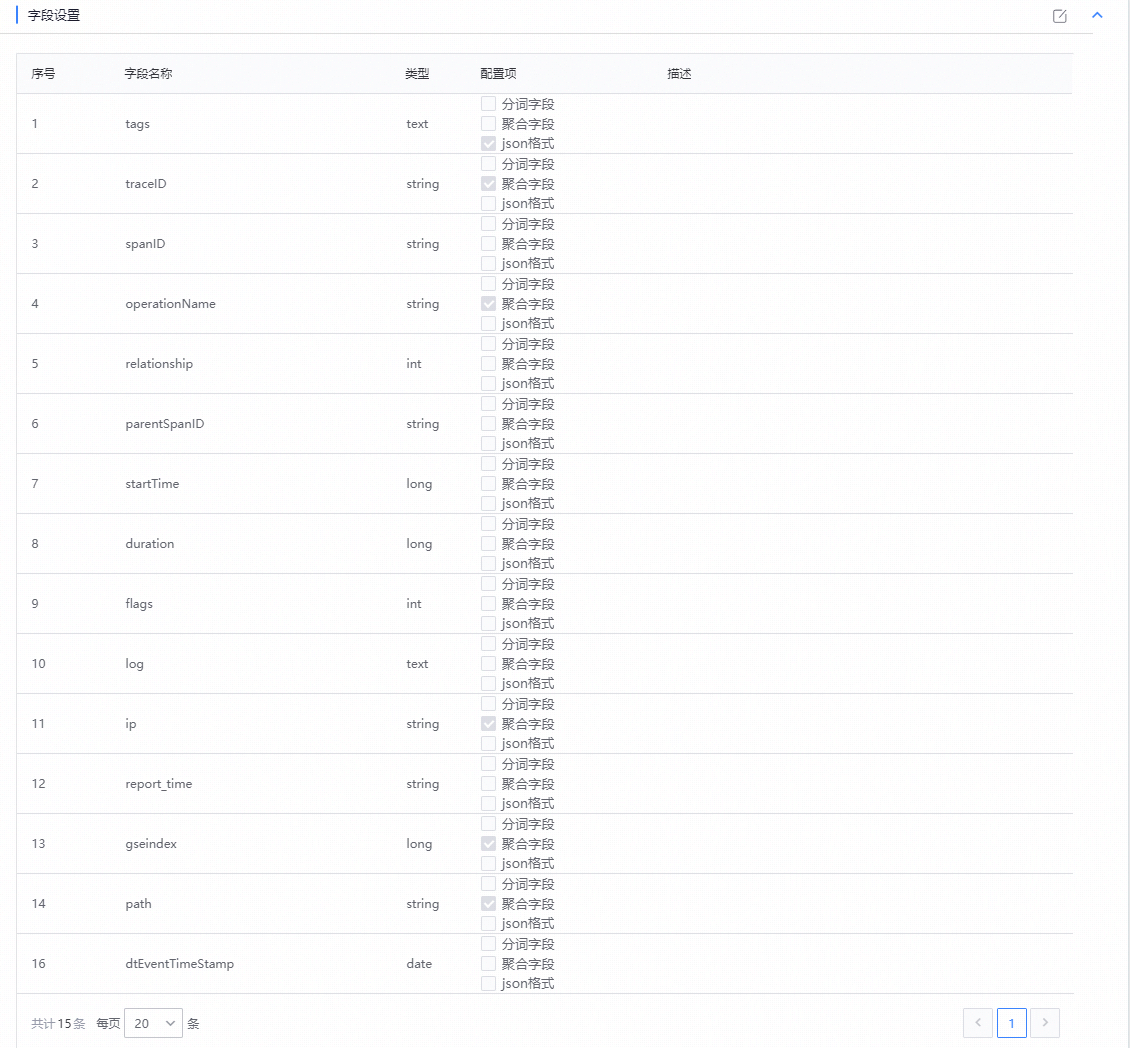 字段设置
序号 字段名称 类型 配置项 描述
分词字段
1 tags text 聚合字段
json格式
分词字段
2 traceID string 聚合字段
json格式
分词字段
3 spanID string 聚合字段
json格式
分词字段
4 operationName string 聚合字段
json格式
分词字段
5 relationship int 聚合字段
json格式
分词字段
6 parentSpanID string 聚合字段
json格式
分词字段
7 startTime long 聚合字段
json格式
分词字段
8 duration long 聚合字段
json格式
分词字段
9 flags int 聚合字段
json格式
分词字段
10 log text 聚合字段
json格式
分词字段
11 ip string 聚合字段
json格式
分词字段
12 report_time string 聚合字段
json格式
分词字段
13 gseindex long 聚合字段
json格式
分词字段
14 path string 聚合字段
json格式
分词字段
16 dtEventTimeStamp date 聚合字段
json格式
共计15条 每页 20 条 1